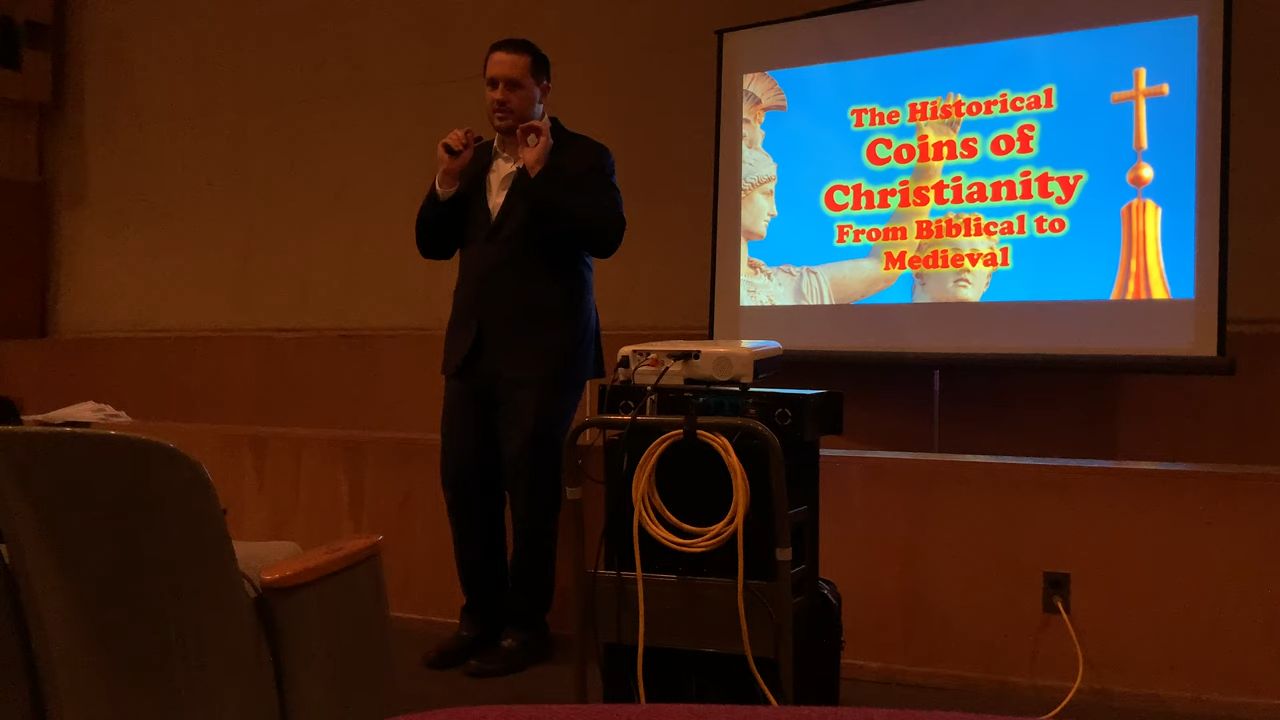 The Historical
Coins of
Christianity
From Biblical to
Medieval